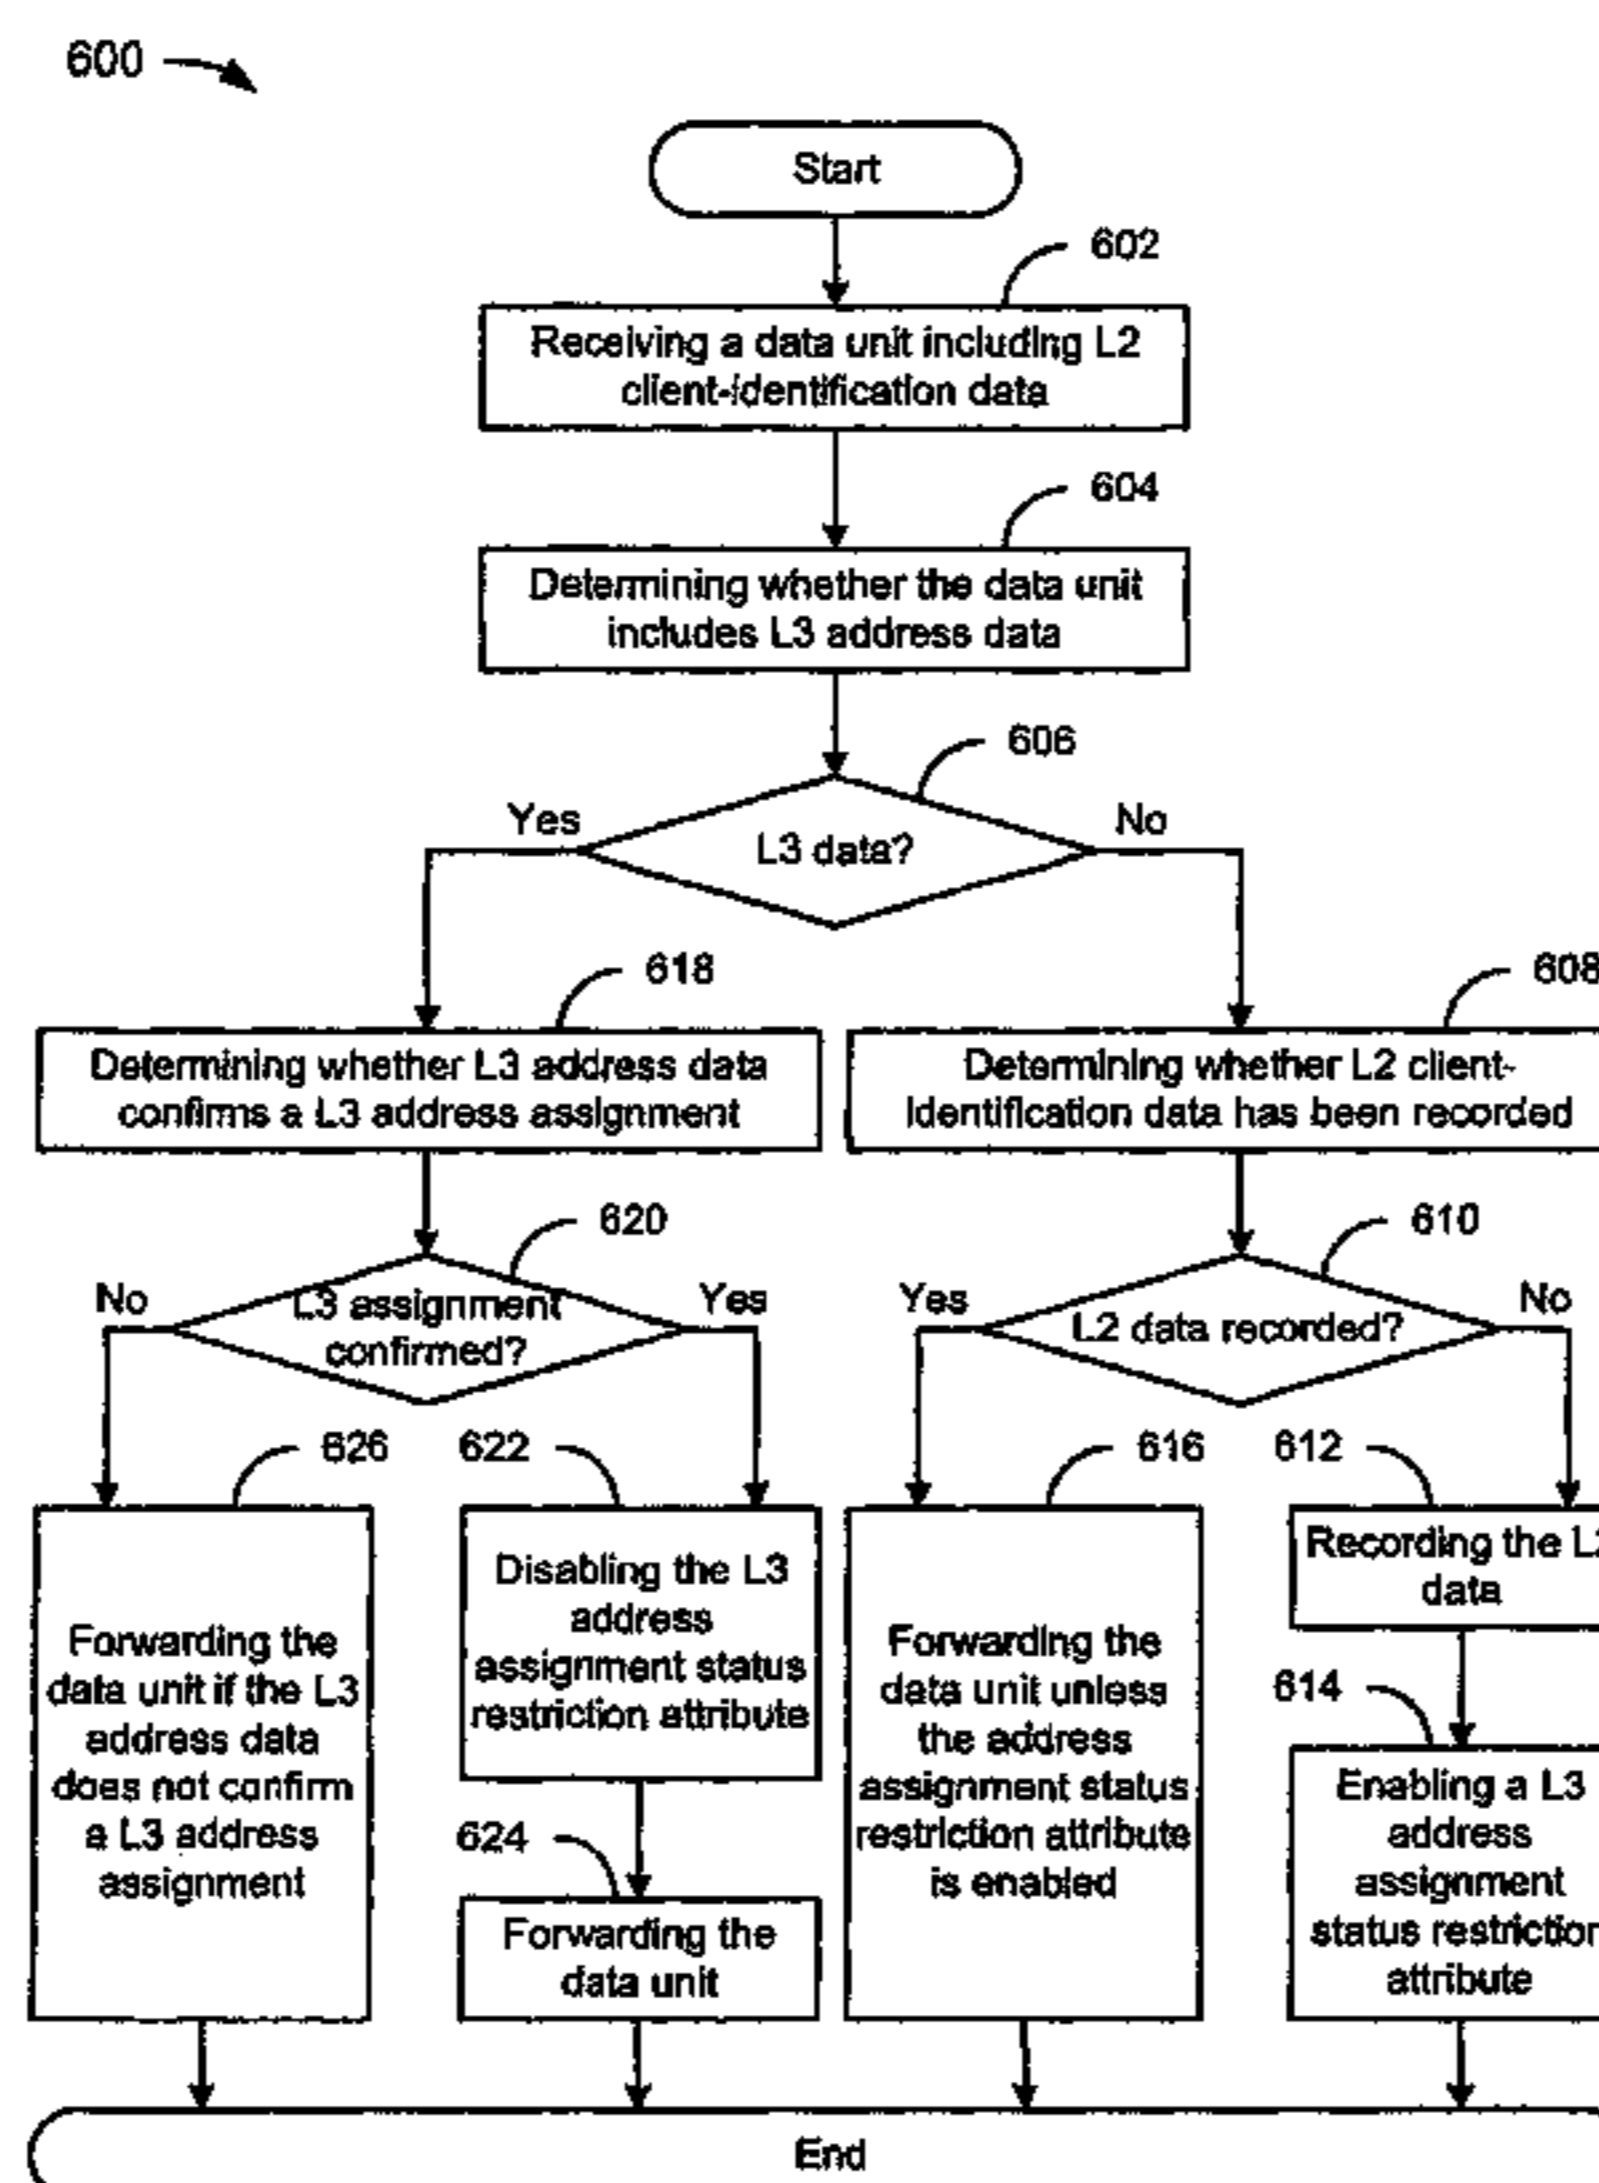 600
Start
602
Receiving a data unit including L2
client-identification data
604
Determining whether the data unit
includes L3 address data
606
Yes
L3 data?
No
618
608
Determining whether L3 address data
confirms a L3 address assignment
Determining whether L2 client-
identification data has been recorded
620
610
No
L3 assignment
confirmed?
Yes
Yes
L2 data recorded?
No
626
622
616
612
Forwarding the
data unit if the L3
address data
does not confirm
a L3 address
assignment
Disabling the L3
address
assignment status
restriction attribute
624
Forwarding the
data unit
Forwarding the
data unit unless
the address
assignment status
restriction attribute
is enabled
Recording the L2
data
614
Enabling a L3
address
assignment
status restriction
attribute
End